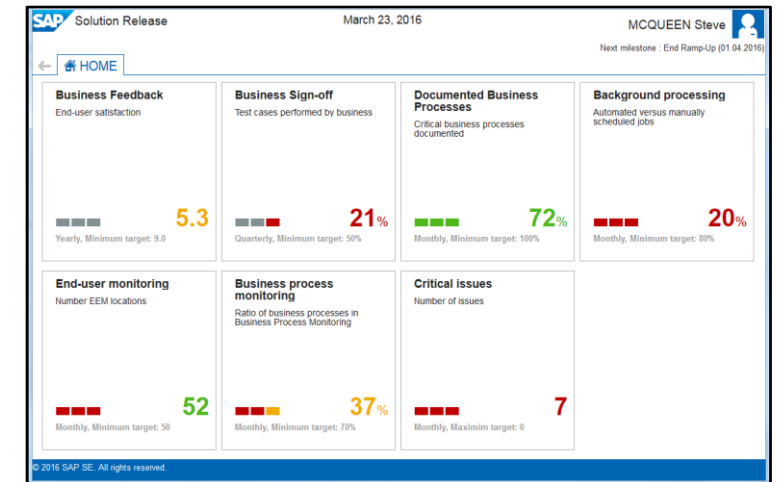 SAP Solution Release
March 23, 2016
MCQUEEN Steve
Next milestone : End Ramp-Up (01.04.2016)
HOME
Business Feedback
End-user satisfaction
5.3
Yearly, Minimum target: 9.0
Business Sign-off
Test cases performed by business
21%
Quarterly, Minimum target: 50%
Documented Business
Processes
Critical business processes
documented
72%
Monthly, Minimum target: 100%
Background processing
Automated versus manually
scheduled jobs
20%
Monthly, Minimum target: 80%
End-user monitoring
Number EEM locations
52
Monthly, Minimum target: 50
Business process
monitoring
Ratio of business processes in
Business Process Monitoring
37%
Monthly, Minimum target: 70%
Critical issues
Number of issues
7
Monthly, Maximim target: 0
© 2016 SAP SE. All rights reserved.